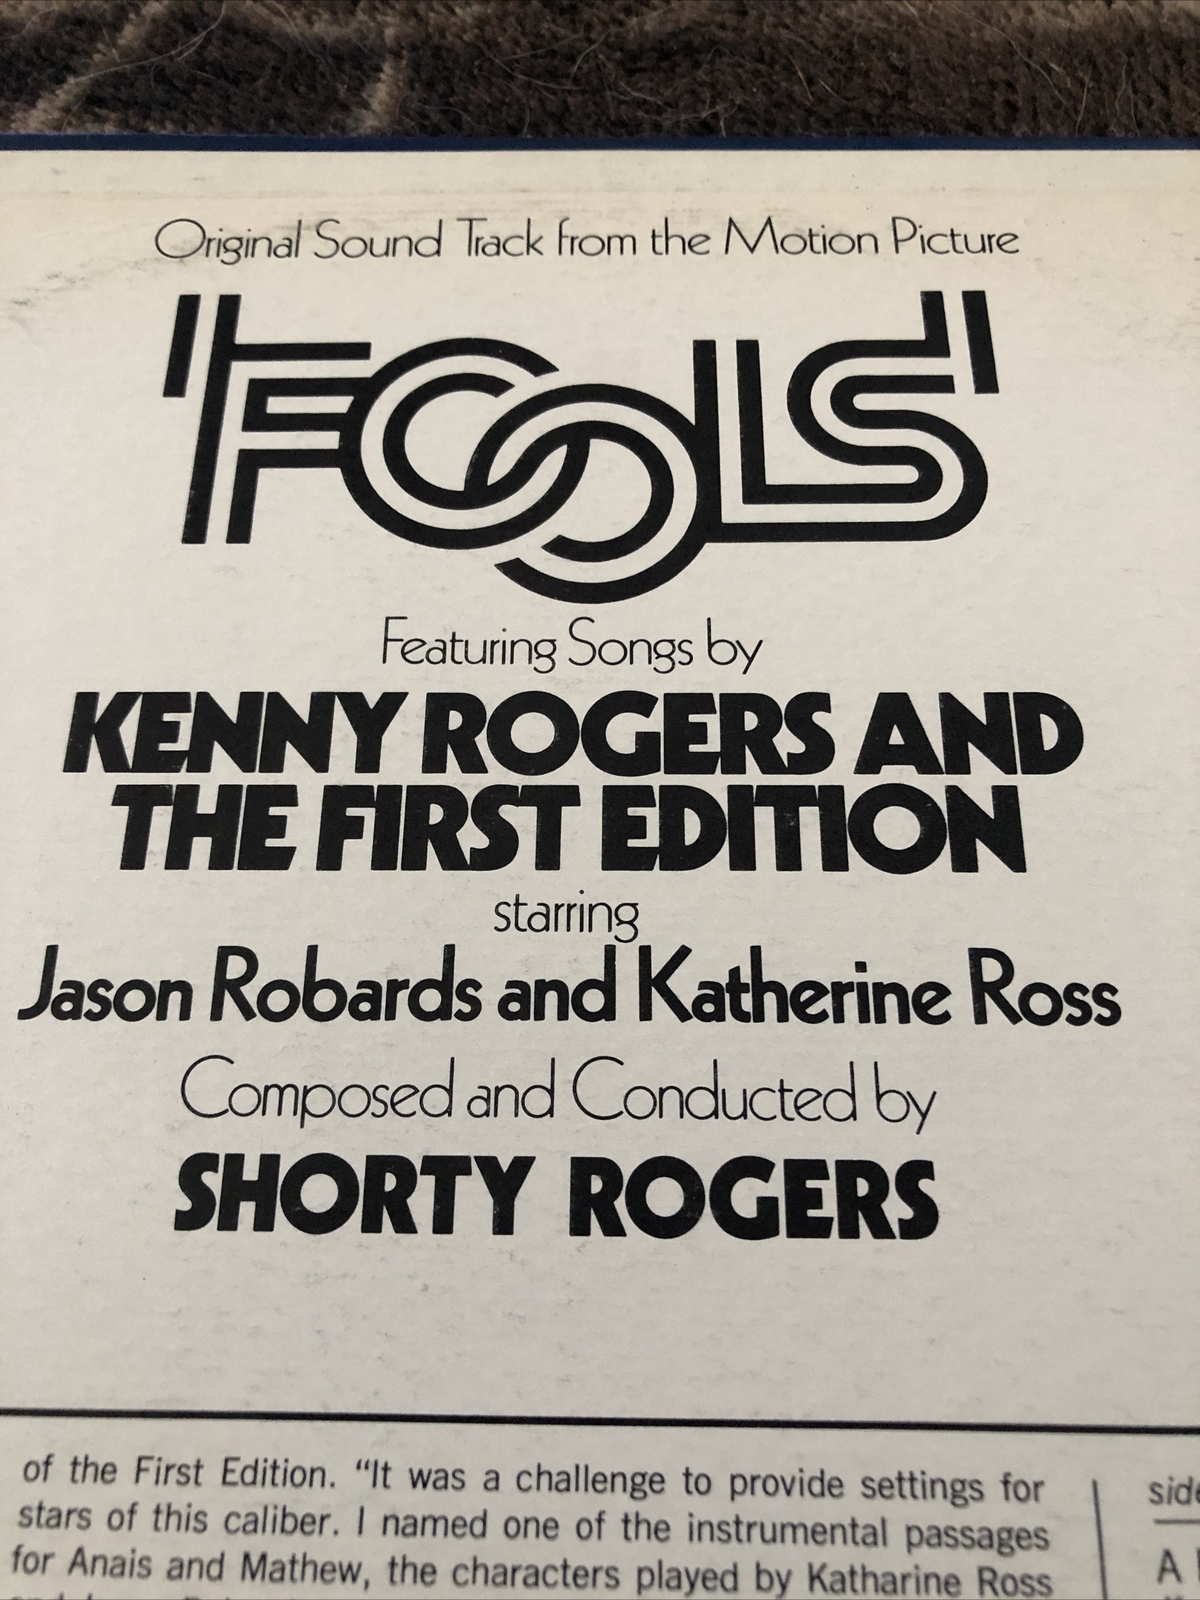 Original Sound Track from the Motion Picture
"FOOLS"
Featuring Songs by
KENNY ROGERS AND
THE FIRST EDITION
starring
Jason Robards and Katherine Ross
Composed and Conducted by
SHORTY ROGERS
of the First Edition. “It was a challenge to provide settings for
stars of this caliber. I named one of the instrumental passages
for Anais and Mathew, the characters played by Katharine Ross
side
A